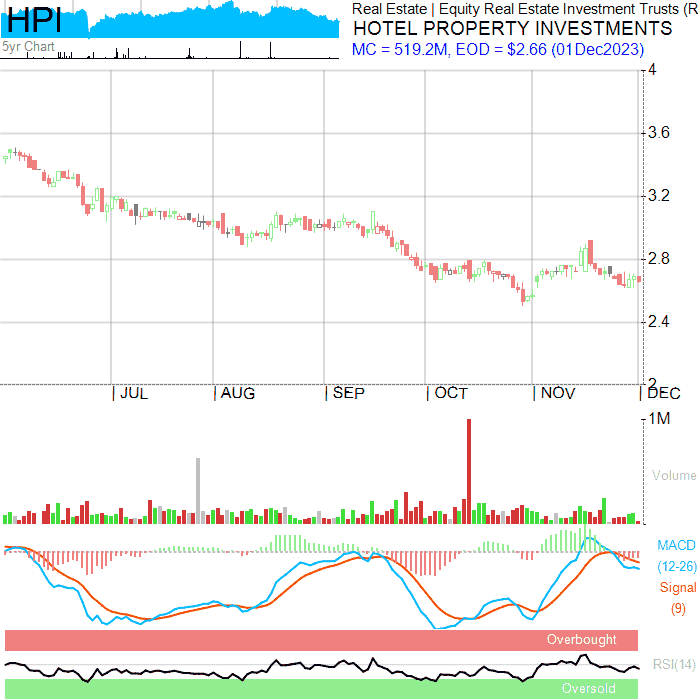 HPI
Real Estate | Equity Real Estate Investment Trusts (R
HOTEL PROPERTY INVESTMENTS
5yr Chart
MC = 519.2M, EOD = $2.66 (01Dec2023)
4
3.6
3.2
2.8
2.4
2
JUL AUG SEP OCT NOV DEC
1M
Volume
MACD
(12-26)
Signal
(9)
Overbought
RSI(14)
Oversold